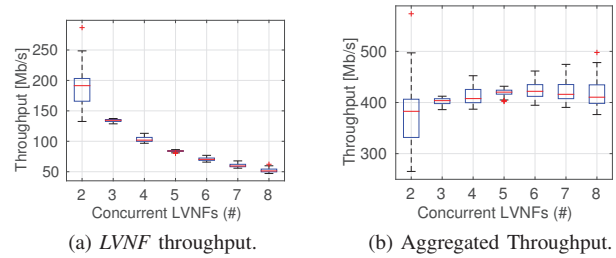 Throughput [Mb/s]
250
200
150
100
50
2 3 4 5 6 7 8
Concurrent LVNFs (#)
(a) LVNF throughput.
Throughput [Mb/s]
500
400
300
2 3 4 5 6 7 8
Concurrent LVNFs (#)
(b) Aggregated Throughput.